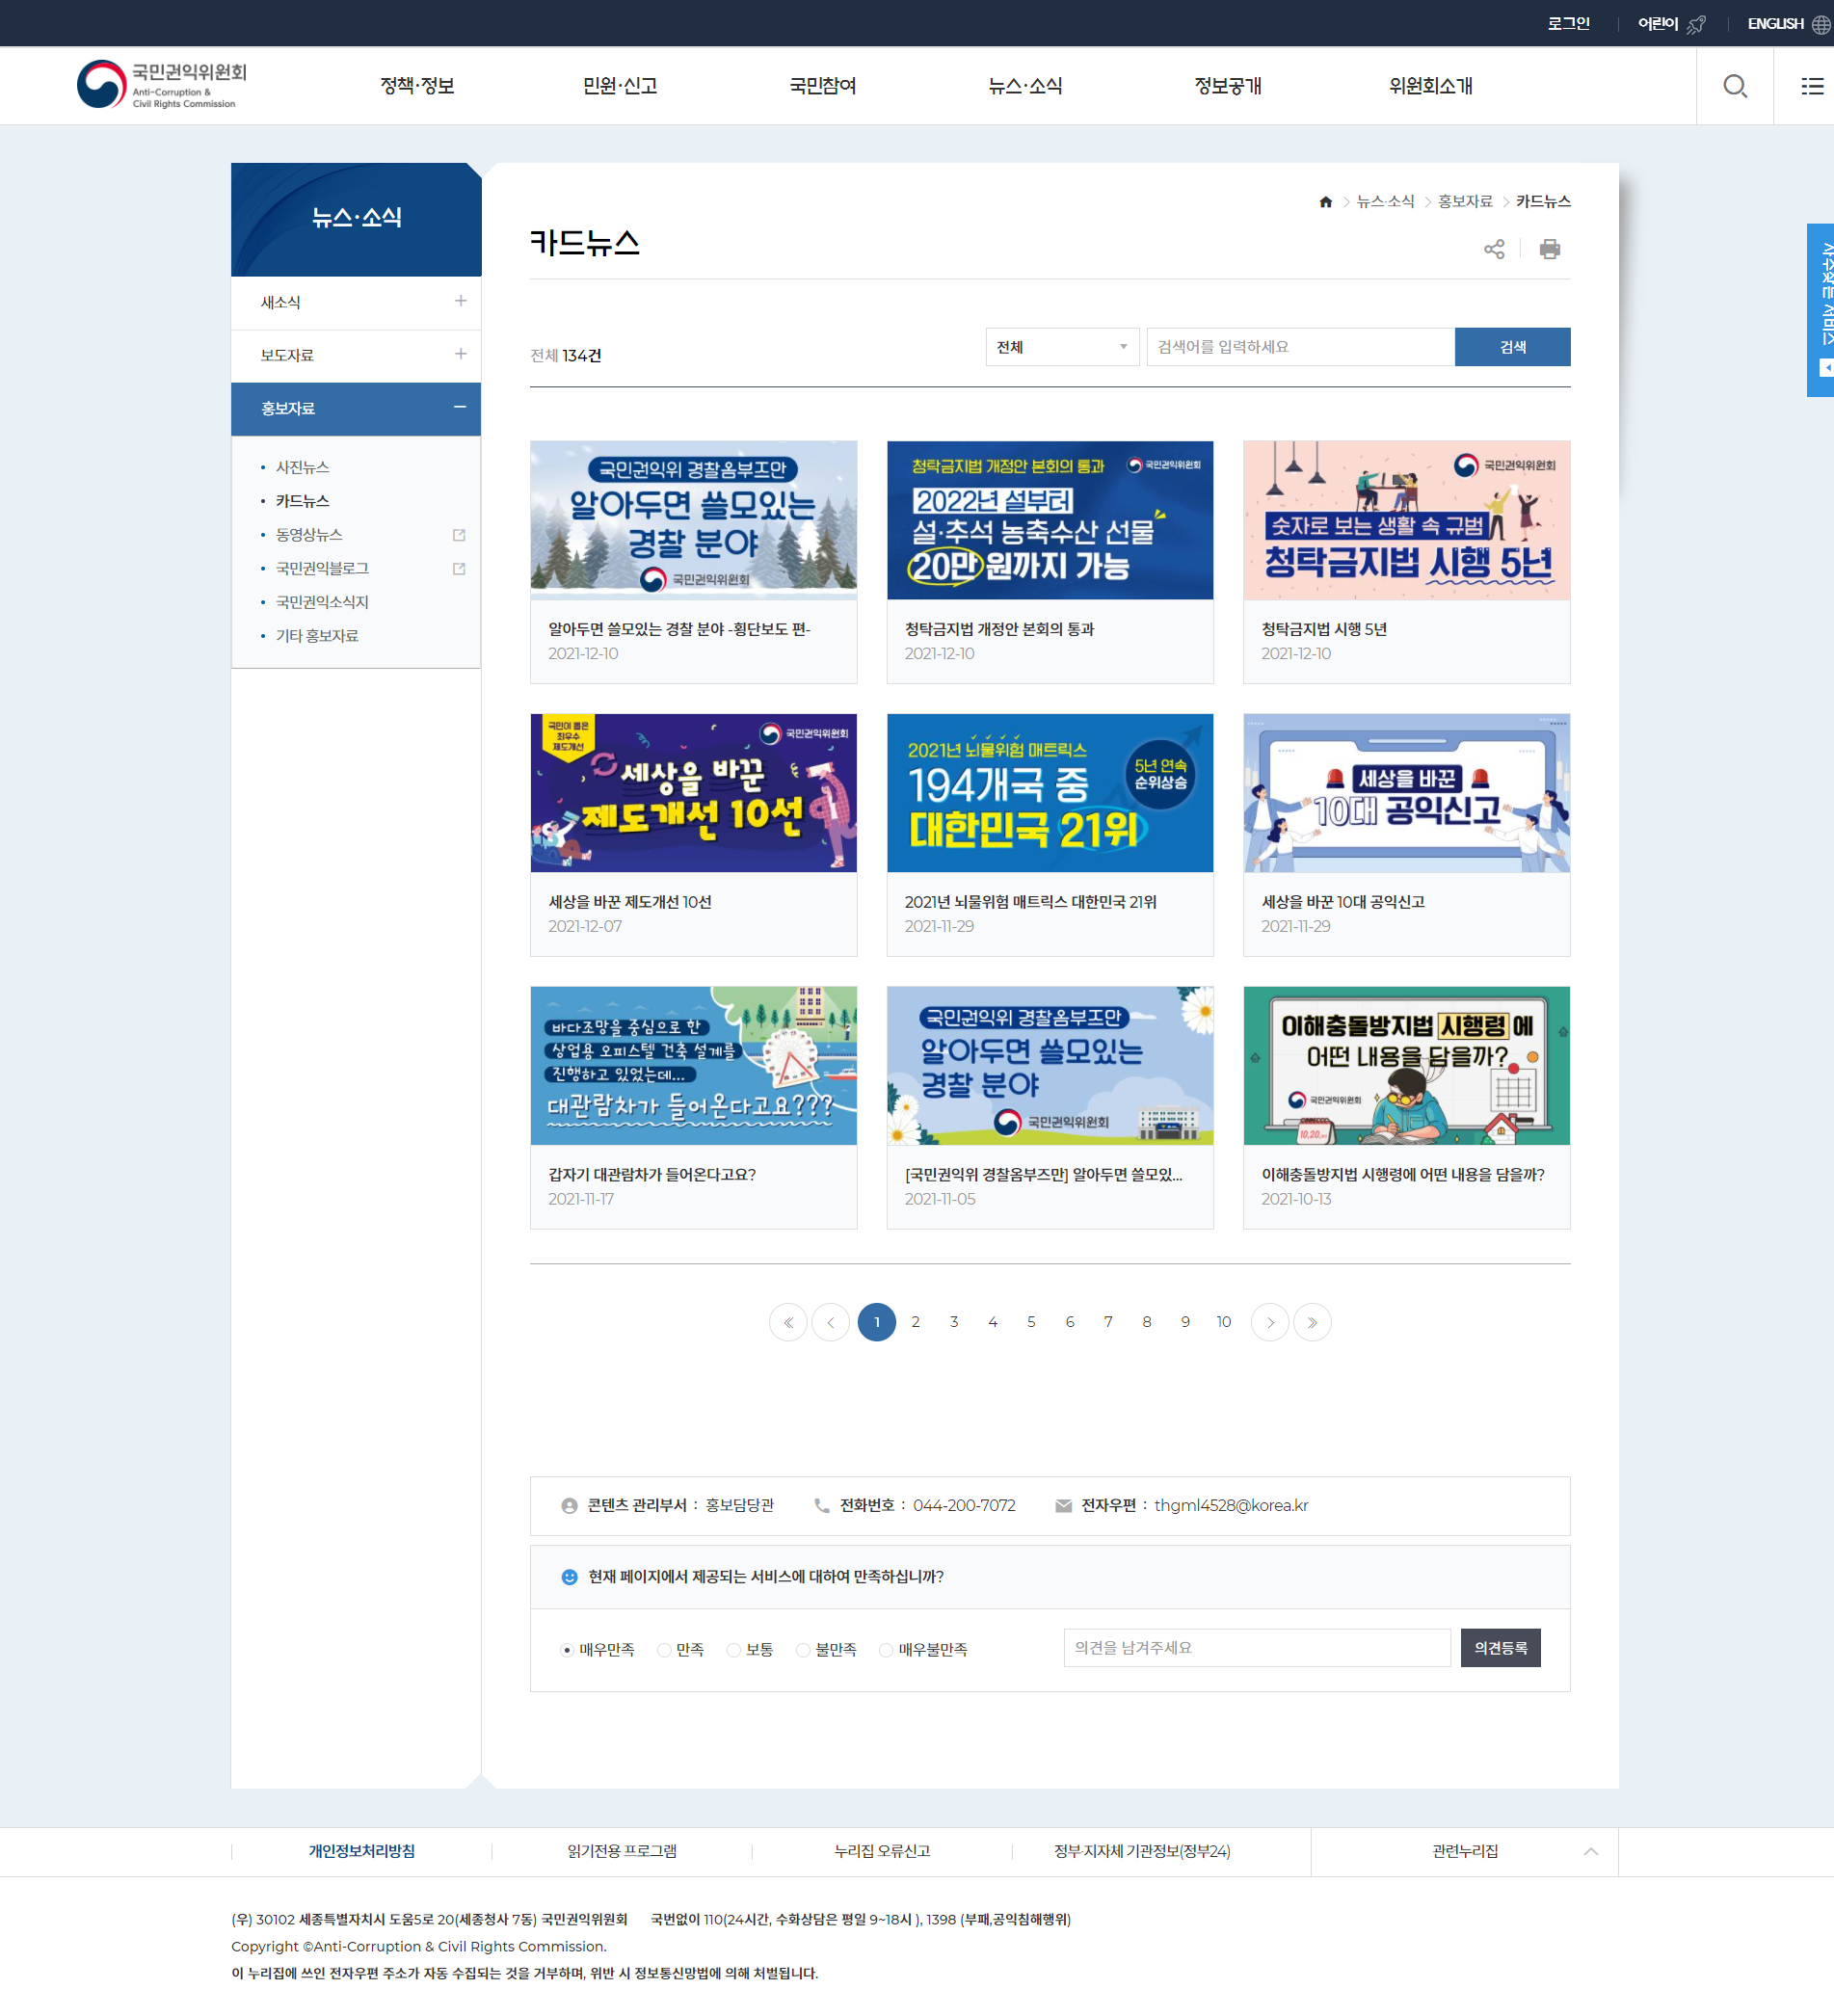 로그인
어린이
ENGLISH
국민권익위원회
Anti-Corruption &
Civil Rights Commission
정책·정보
민원·신고
국민참여
뉴스·소식
정보공개
위원회소개
뉴스·소식
새소식
보도자료
홍보자료
사진뉴스
카드뉴스
동영상뉴스
국민권익블로그
국민권익소식지
기타 홍보자료
뉴스·소식
홍보자료
카드뉴스
카드뉴스
전체 134건
전체
검색어를 입력하세요
검색
국민권익위 경찰옴부즈만
알아두면 쓸모있는
경찰 분야
국민권익위원회
알아두면 쓸모있는 경찰 분야 -횡단보도 편-
2021-12-10
청탁금지법 개정안 본회의 통과
국민권익위원회
2022년 설부터
설·추석 농축수산 선물
20만 원까지 가능
청탁금지법 개정안 본회의 통과
2021-12-10
국민권익위원회
숫자로 보는 생활 속 규범
청탁금지법 시행 5년
청탁금지법 시행 5년
2021-12-10
국민이 뽑은
최우수
제도개선
국민권익위원회
세상을 바꾼
제도개선 10선
세상을 바꾼 제도개선 10선
2021-12-07
2021년 뇌물위험 매트릭스
194개국 중
대한민국 21위
5년 연속
순위상승
2021년 뇌물위험 매트릭스 대한민국 21위
2021-11-29
세상을 바꾼
10대 공익신고
세상을 바꾼 10대 공익신고
2021-11-29
바다조망을 중심으로 한
상업용 오피스텔 건축 설계를
진행하고 있었는데...
대관람차가 들어온다고요???
갑자기 대관람차가 들어온다고요?
2021-11-17
국민권익위 경찰옴부즈만
알아두면 쓸모있는
경찰 분야
국민권익위원회
[국민권익위 경찰옴부즈만] 알아두면 쓸모있...
2021-11-05
이해충돌방지법 시행령 에
어떤 내용을 담을까?
국민권익위원회
10.20.
이해충돌방지법 시행령에 어떤 내용을 담을까?
2021-10-13
1 2 3 4 5 6 7 8 9 10
콘텐츠 관리부서 : 홍보담당관
전화번호 : 044-200-7072
전자우편 : thgml4528@korea.kr
현재 페이지에서 제공되는 서비스에 대하여 만족하십니까?
매우만족
만족
보통
불만족
매우불만족
의견을 남겨주세요
의견등록
개인정보처리방침
읽기전용 프로그램
누리집 오류신고
정부·지자체 기관정보(정부24)
관련누리집
(우) 30102 세종특별자치시 도움5로 20(세종청사 7동) 국민권익위원회 국번없이 110(24시간, 수화상담은 평일 9~18시 ), 1398 (부패,공익침해행위)
Copyright ©Anti-Corruption & Civil Rights Commission.
이 누리집에 쓰인 전자우편 주소가 자동 수집되는 것을 거부하며, 위반 시 정보통신망법에 의해 처벌됩니다.